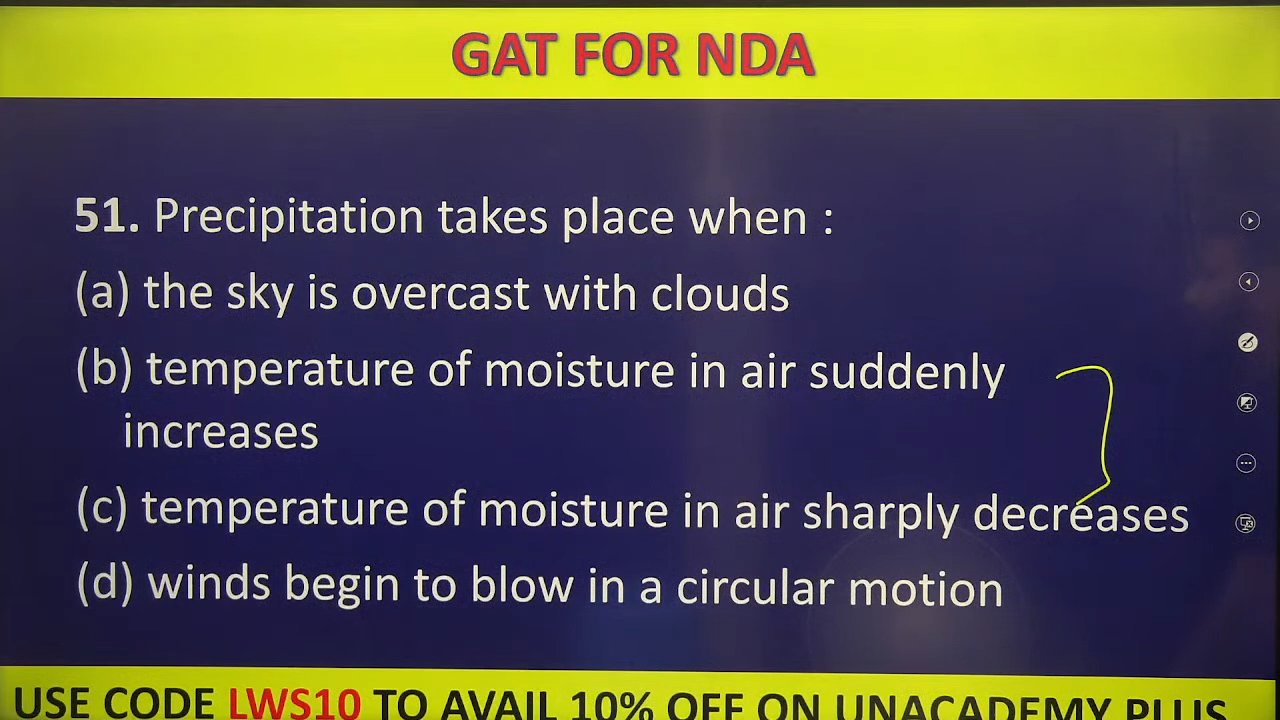 GAT FOR NDA
51. Precipitation takes place when :
(a) the sky is overcast with clouds
(b) temperature of moisture in air suddenly
increases
(c) temperature of moisture in air sharply decreases
(d) winds begin to blow in a circular motion
USE CODE LWS10 TO AVAIL 10% OFF ON UNACADEMY PLUS